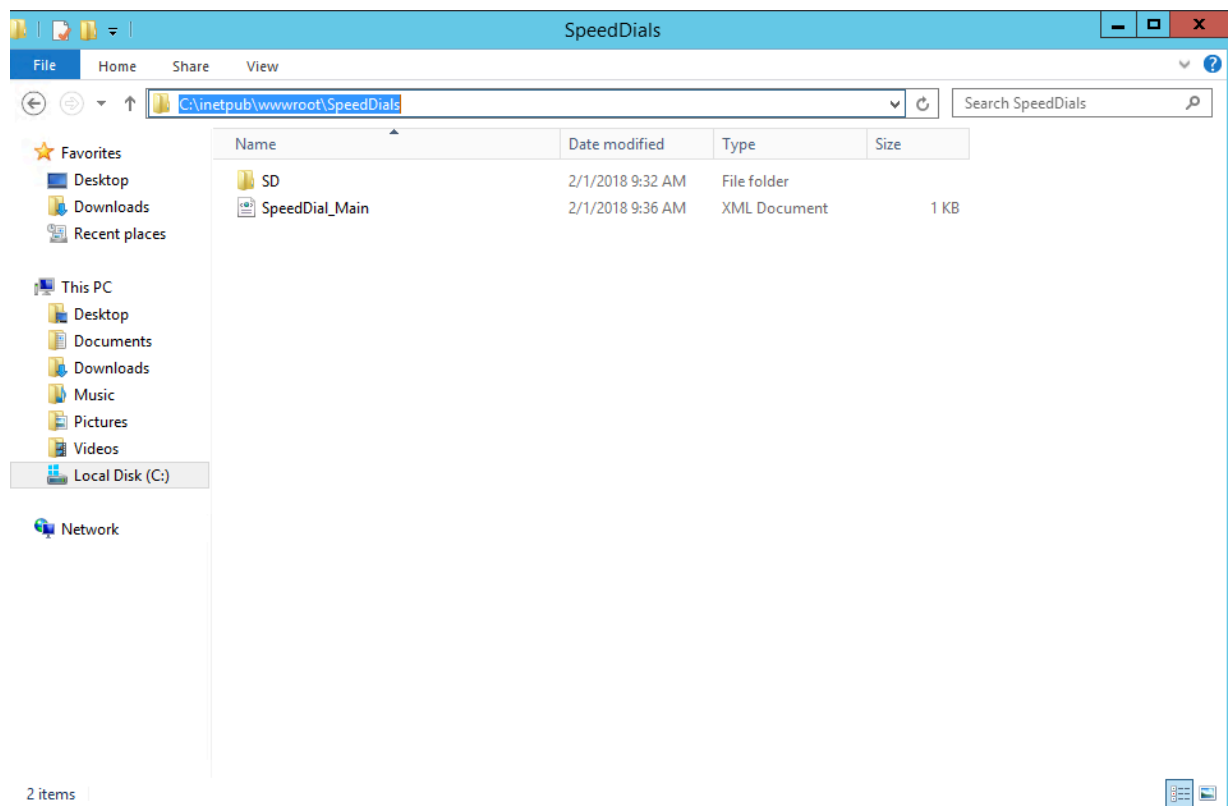 SpeedDials
File Home Share View
C:\inetpub\wwwroot\SpeedDials Search SpeedDials
Favorites
Desktop
Downloads
Recent places
This PC
Desktop
Documents
Downloads
Music
Pictures
Videos
Local Disk (C:)
Network
Name Date modified Type Size
SD 2/1/2018 9:32 AM File folder
SpeedDial_Main 2/1/2018 9:36 AM XML Document 1 KB
2 items